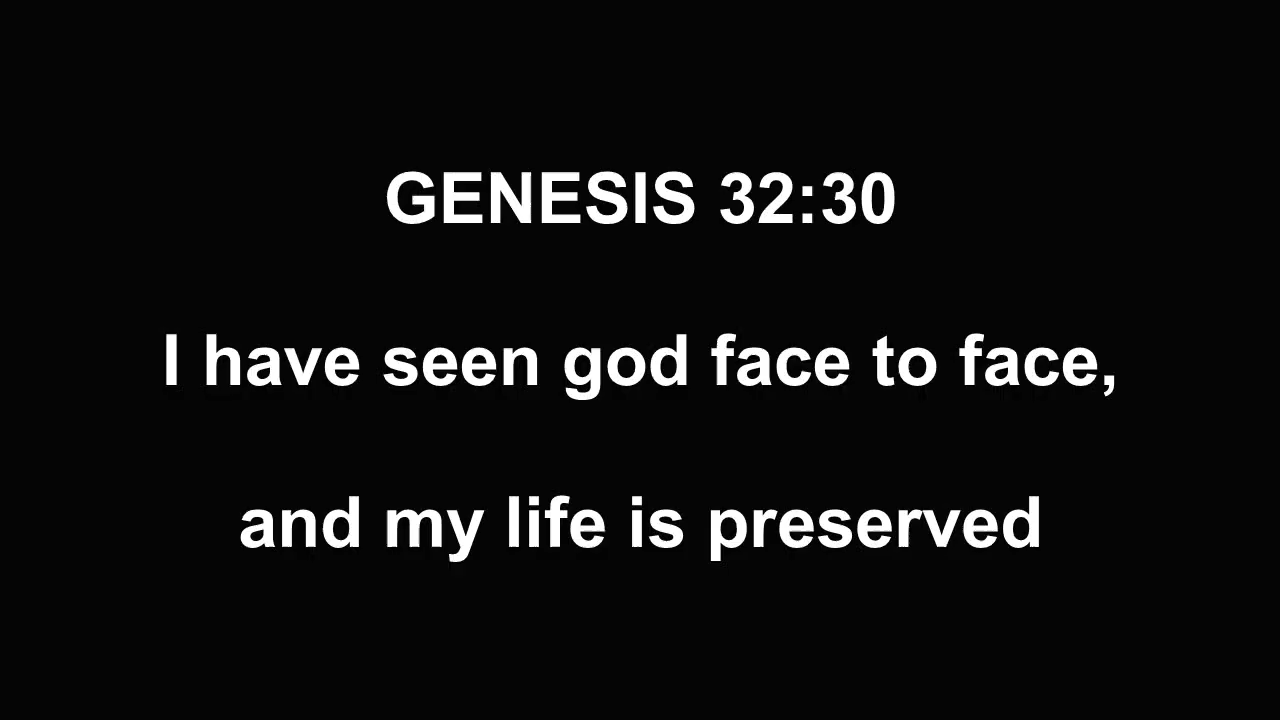 GENESIS 32:30
I have seen god face to face,
and my life is preserved